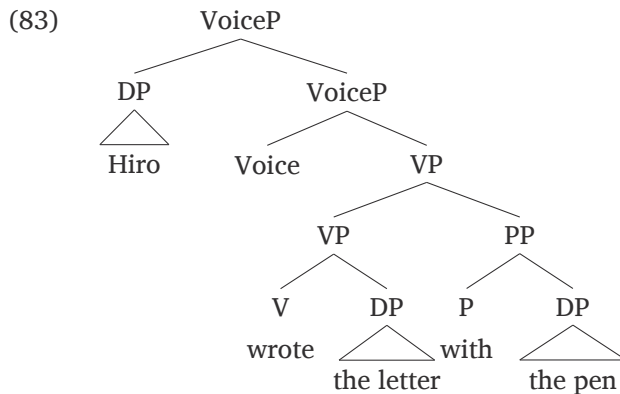 (83) VoiceP
DP VoiceP
Hiro Voice VP
VP PP
V DP P DP
wrote with
the letter the pen